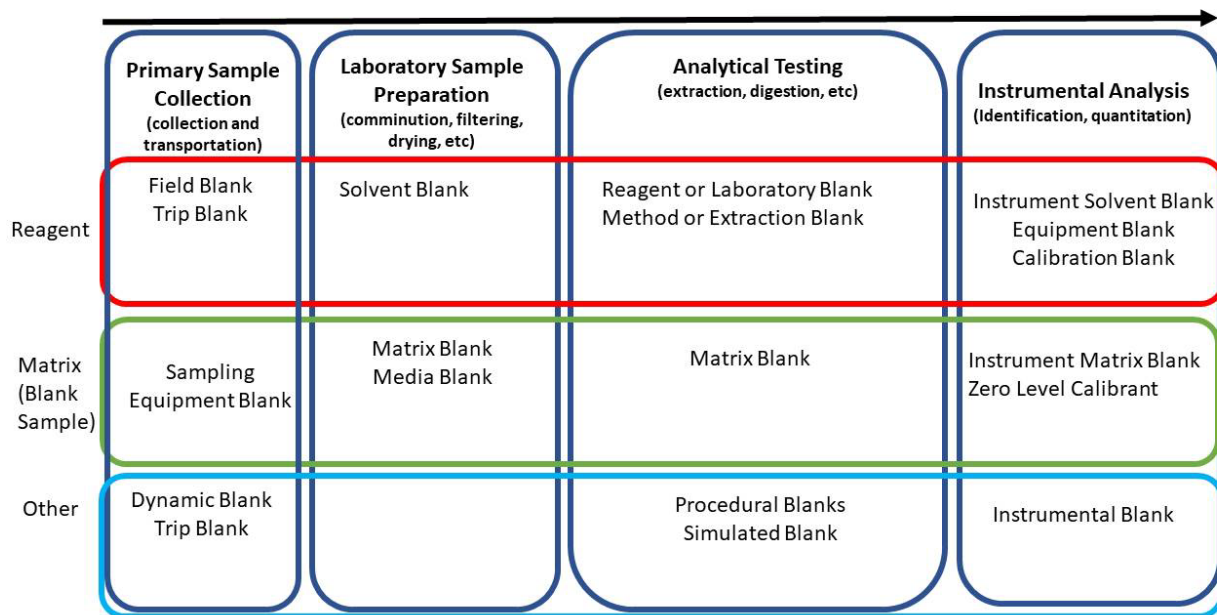 Primary Sample
Collection
(collection and
transportation)
Laboratory Sample
Preparation
(comminution, filtering,
drying, etc)
Analytical Testing
(extraction, digestion, etc)
Instrumental Analysis
(Identification, quantitation)
Reagent
Field Blank
Trip Blank
Solvent Blank
Reagent or Laboratory Blank
Method or Extraction Blank
Instrument Solvent Blank
Equipment Blank
Calibration Blank
Matrix
(Blank
Sample)
Sampling
Equipment Blank
Matrix Blank
Media Blank
Matrix Blank
Instrument Matrix Blank
Zero Level Calibrant
Other
Dynamic Blank
Trip Blank
Procedural Blanks
Simulated Blank
Instrumental Blank